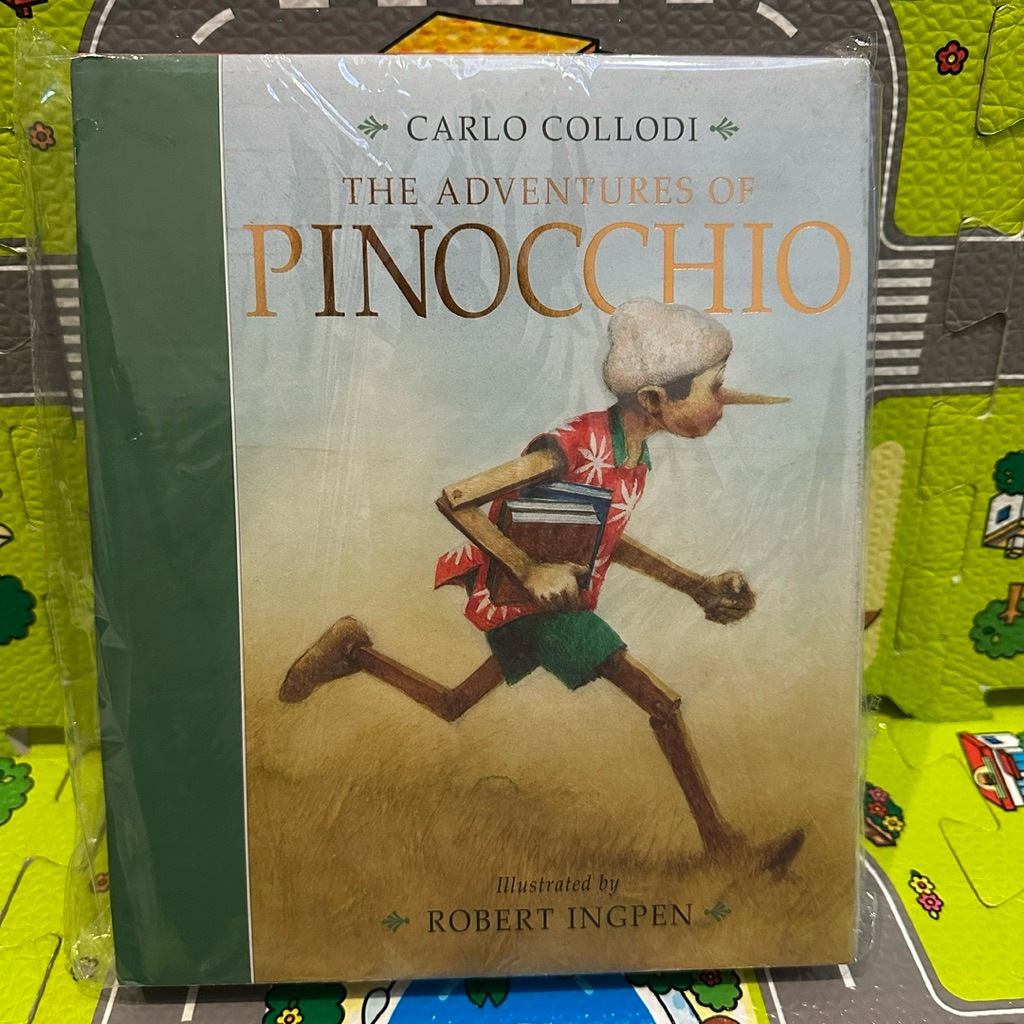 CARLO COLLODI
THE ADVENTURES OF
PINOCCHIO
Illustrated by
ROBERT INGPEN